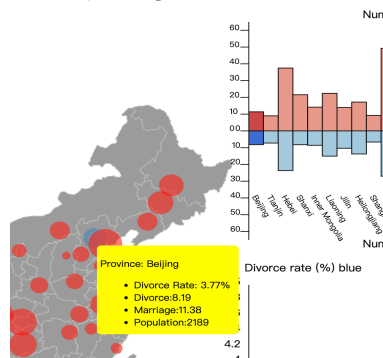 Num
60
50
40
30
20
10
0.0
10
20
30
40
50
60
Beijing
Tianjin
Hebei
Shanxi
Inner Mongolia
Liaoning
Jilin
Heilongjiang
Shang
Num
Province: Beijing
• Divorce Rate: 3.77%
• Divorce:8.19
• Marriage:11.38
• Population:2189
Divorce rate (%) blue
4.2